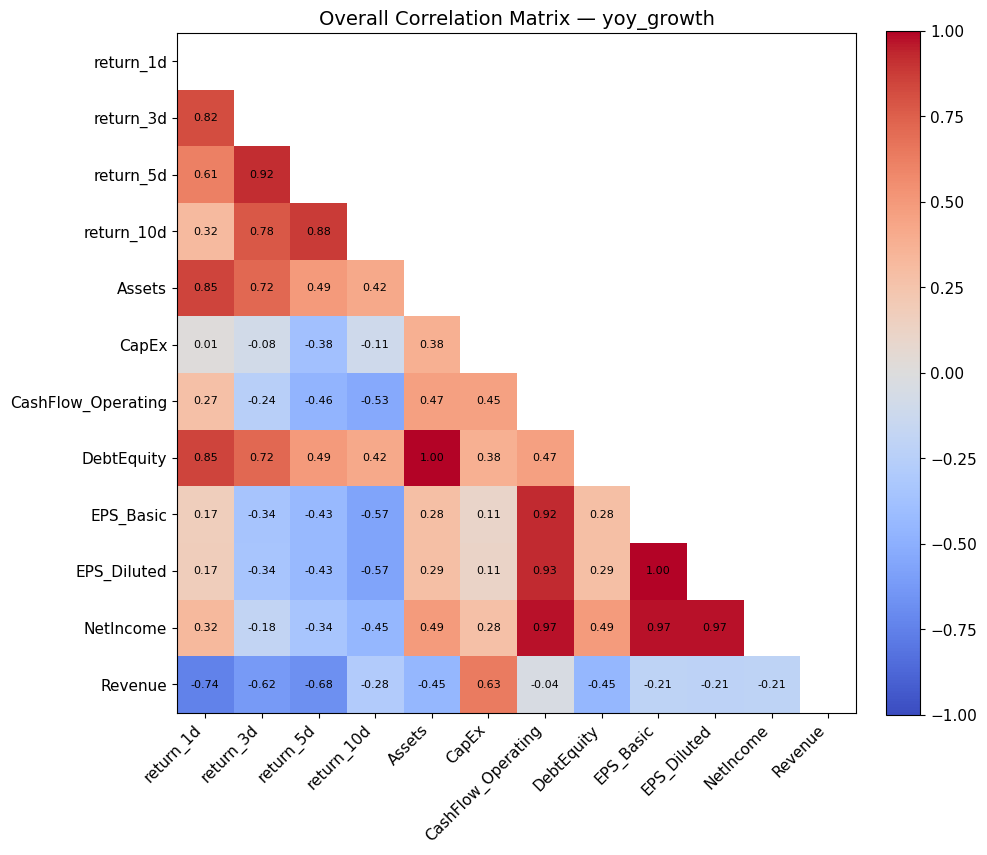 Overall Correlation Matrix — yoy_growth
return_1d
return_3d 0.82
return_5d 0.61 0.92
return_10d 0.32 0.78 0.88
Assets 0.85 0.72 0.49 0.42
CapEx 0.01 -0.08 -0.38 -0.11 0.38
CashFlow_Operating 0.27 -0.24 -0.46 -0.53 0.47 0.45
DebtEquity 0.85 0.72 0.49 0.42 1.00 0.38 0.47
EPS_Basic 0.17 -0.34 -0.43 -0.57 0.28 0.11 0.92 0.28
EPS_Diluted 0.17 -0.34 -0.43 -0.57 0.29 0.11 0.93 0.29 1.00
NetIncome 0.32 -0.18 -0.34 -0.45 0.49 0.28 0.97 0.49 0.97 0.97
Revenue -0.74 -0.62 -0.68 -0.28 -0.45 0.63 -0.04 -0.45 -0.21 -0.21 -0.21
return_1d return_3d return_5d return_10d Assets CapEx CashFlow_Operating DebtEquity EPS_Basic EPS_Diluted NetIncome Revenue
1.00
0.75
0.50
0.25
0.00
−0.25
−0.50
−0.75
−1.00